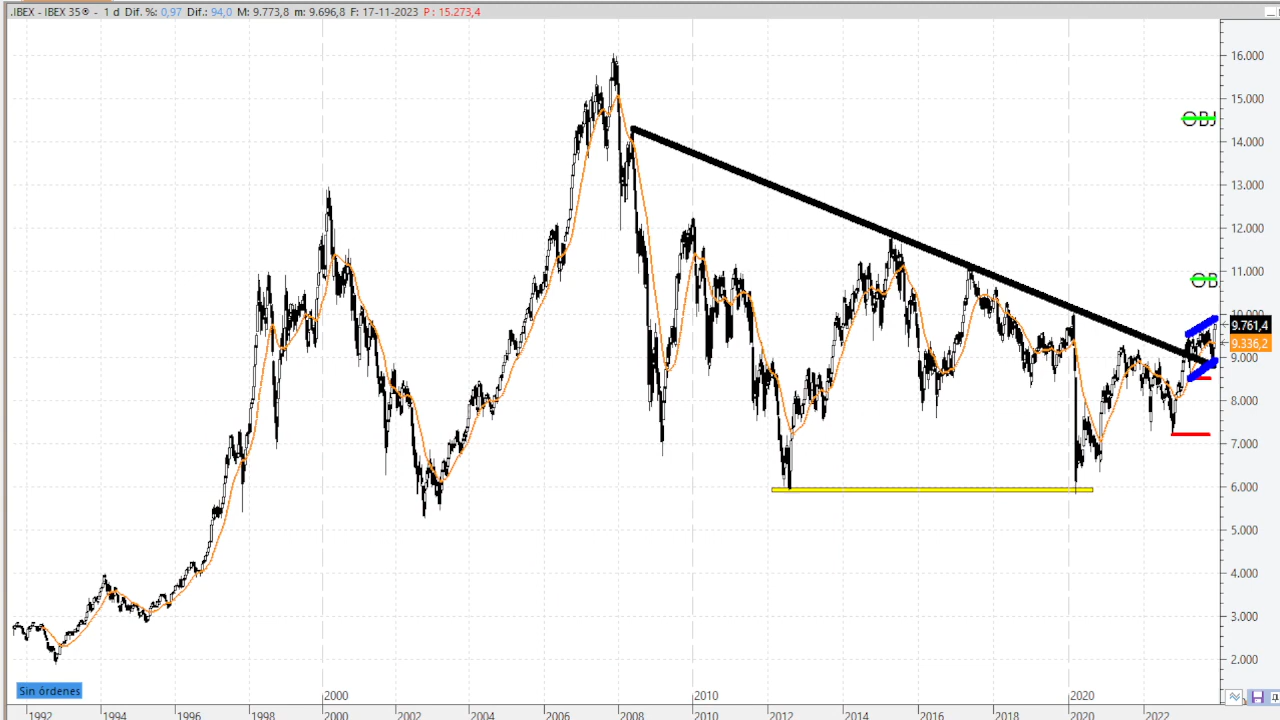 .IBEX - IBEX 35® - 1 d Dif. %: 0,97 Dif.: 94,0 M: 9.773,8 m: 9.696,8 F: 17-11-2023 P: 15.273,4
16.000
15.000
OBJ
14.000
13.000
12.000
11.000
OB
10.000
9.761,4
9.336,2
9.000
8.000
7.000
6.000
5.000
4.000
3.000
2.000
Sin órdenes
2000 2010 2020
1992 1994 1996 1998 2000 2002 2004 2006 2008 2010 2012 2014 2016 2018 2020 2022